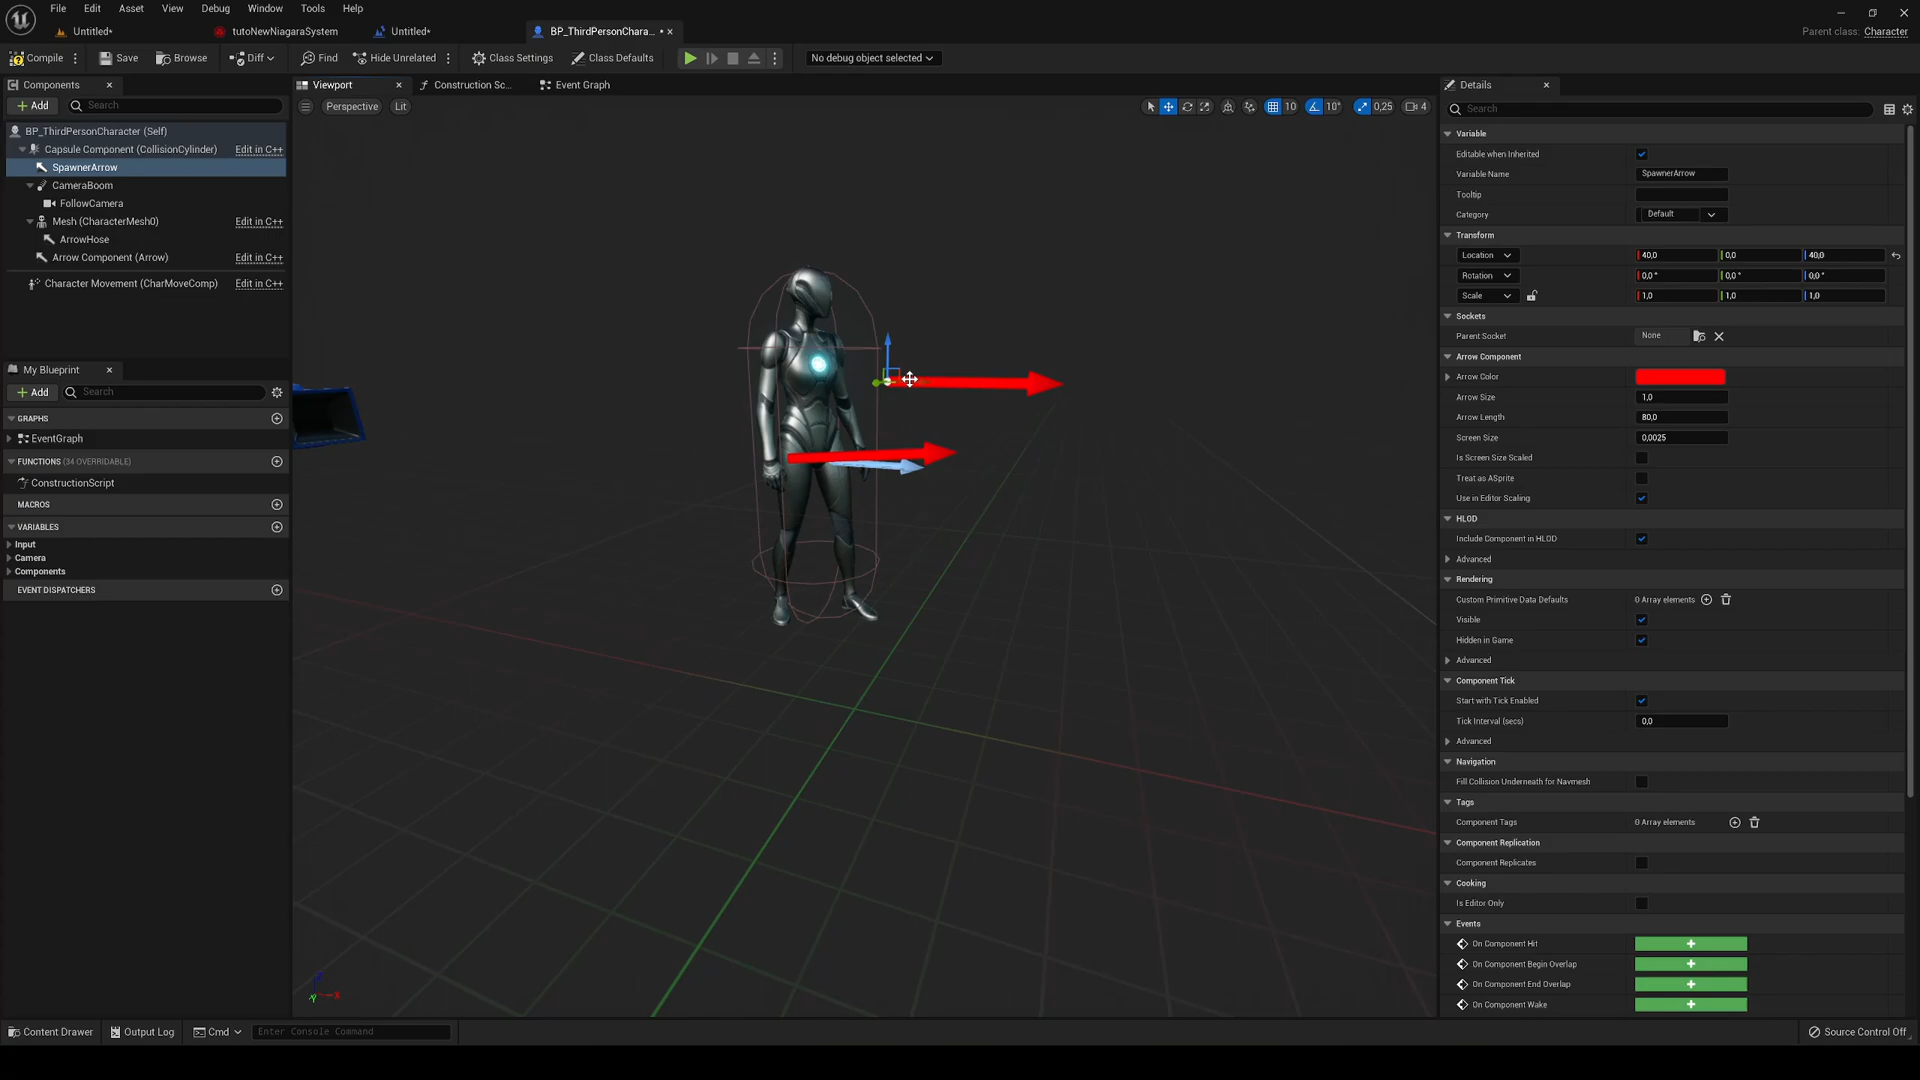 File Edit Asset View Debug Window Tools Help
Untitled* tutoNewNiagaraSystem Untitled* BP_ThirdPersonChara... •
Parent class: Character
Compile Save Browse Diff Find Hide Unrelated Class Settings Class Defaults No debug object selected
Components
Add Search
BP_ThirdPersonCharacter (Self)
Capsule Component (CollisionCylinder) Edit in C++
SpawnerArrow
CameraBoom
FollowCamera
Mesh (CharacterMesh0) Edit in C++
ArrowHose
Arrow Component (Arrow) Edit in C++
Character Movement (CharMoveComp) Edit in C++
My Blueprint
Add Search
GRAPHS
EventGraph
FUNCTIONS (34 OVERRIDABLE)
ConstructionScript
MACROS
VARIABLES
Input
Camera
Components
EVENT DISPATCHERS
Viewport Construction Sc... Event Graph
Perspective Lit 10 10° 0,25 4
Z
X
Y
Details
Search
Variable
Editable when Inherited
Variable Name SpawnerArrow
Tooltip
Category Default
Transform
Location 40,0 0,0 40,0
Rotation 0,0 ° 0,0 ° 0,0 °
Scale 1,0 1,0 1,0
Sockets
Parent Socket None
Arrow Component
Arrow Color
Arrow Size 1,0
Arrow Length 80,0
Screen Size 0,0025
Is Screen Size Scaled
Treat as ASprite
Use in Editor Scaling
HLOD
Include Component in HLOD
Advanced
Rendering
Custom Primitive Data Defaults 0 Array elements
Visible
Hidden in Game
Advanced
Component Tick
Start with Tick Enabled
Tick Interval (secs) 0,0
Advanced
Navigation
Fill Collision Underneath for Navmesh
Tags
Component Tags 0 Array elements
Component Replication
Component Replicates
Cooking
Is Editor Only
Events
On Component Hit
On Component Begin Overlap
On Component End Overlap
On Component Wake
Content Drawer Output Log Cmd Enter Console Command Source Control Off